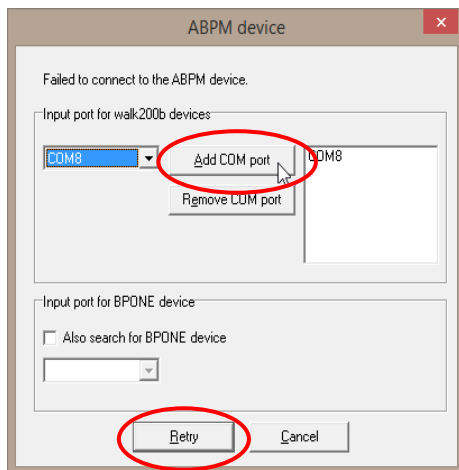 ABPM device
Failed to connect to the ABPM device.
Input port for walk200b devices
COM8
Add COM port
COM8
Remove COM port
Input port for BPONE device
Also search for BPONE device
Retry
Cancel